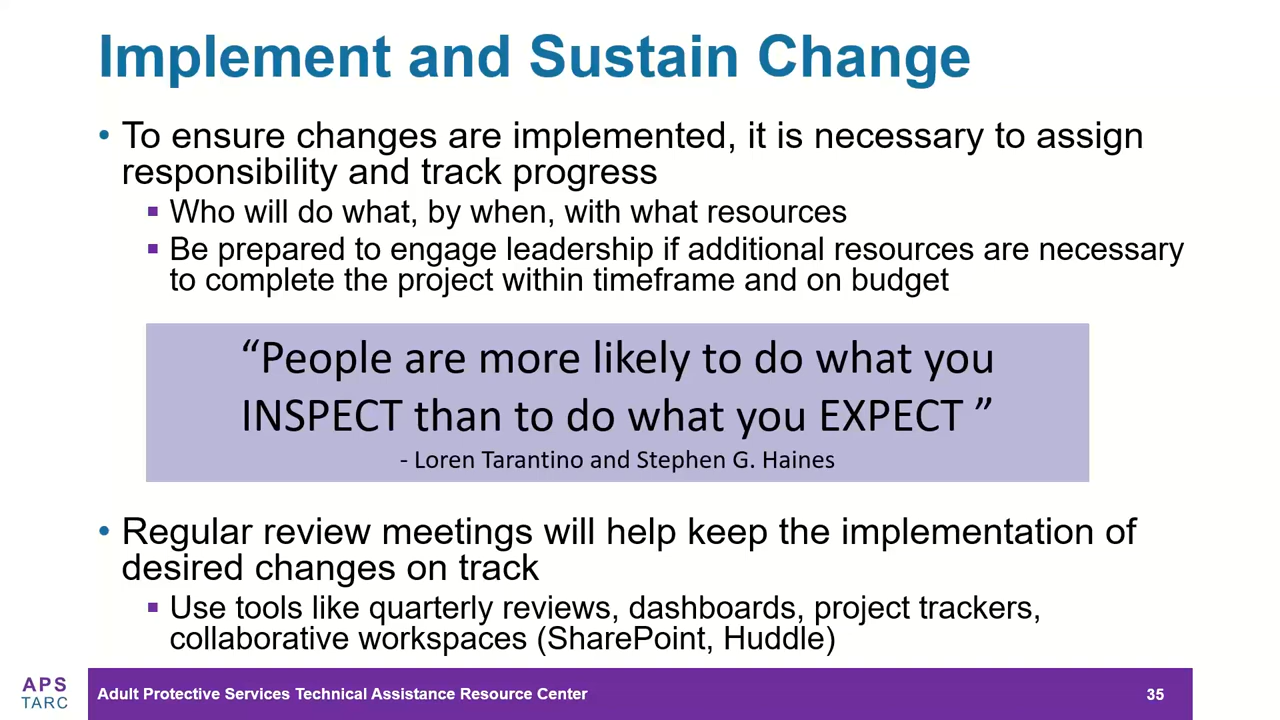 Implement and Sustain Change
• To ensure changes are implemented, it is necessary to assign
responsibility and track progress
▪ Who will do what, by when, with what resources
▪ Be prepared to engage leadership if additional resources are necessary
to complete the project within timeframe and on budget
“People are more likely to do what you
INSPECT than to do what you EXPECT ”
- Loren Tarantino and Stephen G. Haines
• Regular review meetings will help keep the implementation of
desired changes on track
▪ Use tools like quarterly reviews, dashboards, project trackers,
collaborative workspaces (SharePoint, Huddle)
APS
TARC
Adult Protective Services Technical Assistance Resource Center
35